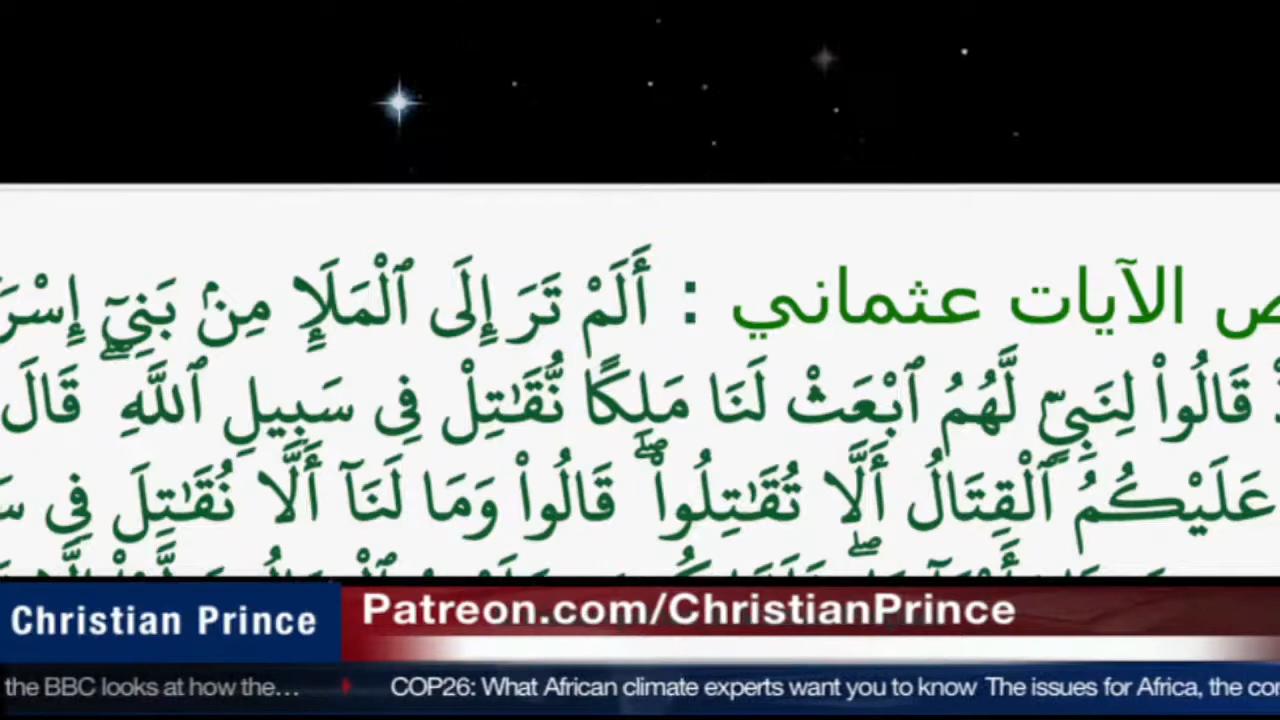 ص الآيات عثماني : أَلَمْ تَرَ إِلَى ٱلْمَلَإِ مِنۢ بَنِىٓ إِسْرَ
قَالُوا۟ لِنَبِىٍّ لَّهُمُ ٱبْعَثْ لَنَا مَلِكًا نُّقَـٰتِلْ فِى سَبِيلِ ٱللَّهِ ۖ قَالَ
عَلَيْكُمُ ٱلْقِتَالُ أَلَّا تُقَـٰتِلُوا۟ ۖ قَالُوا۟ وَمَا لَنَآ أَلَّا نُقَـٰتِلَ فِى سَ
Christian Prince
Patreon.com/ChristianPrince
the BBC looks at how the... COP26: What African climate experts want you to know The issues for Africa, the con